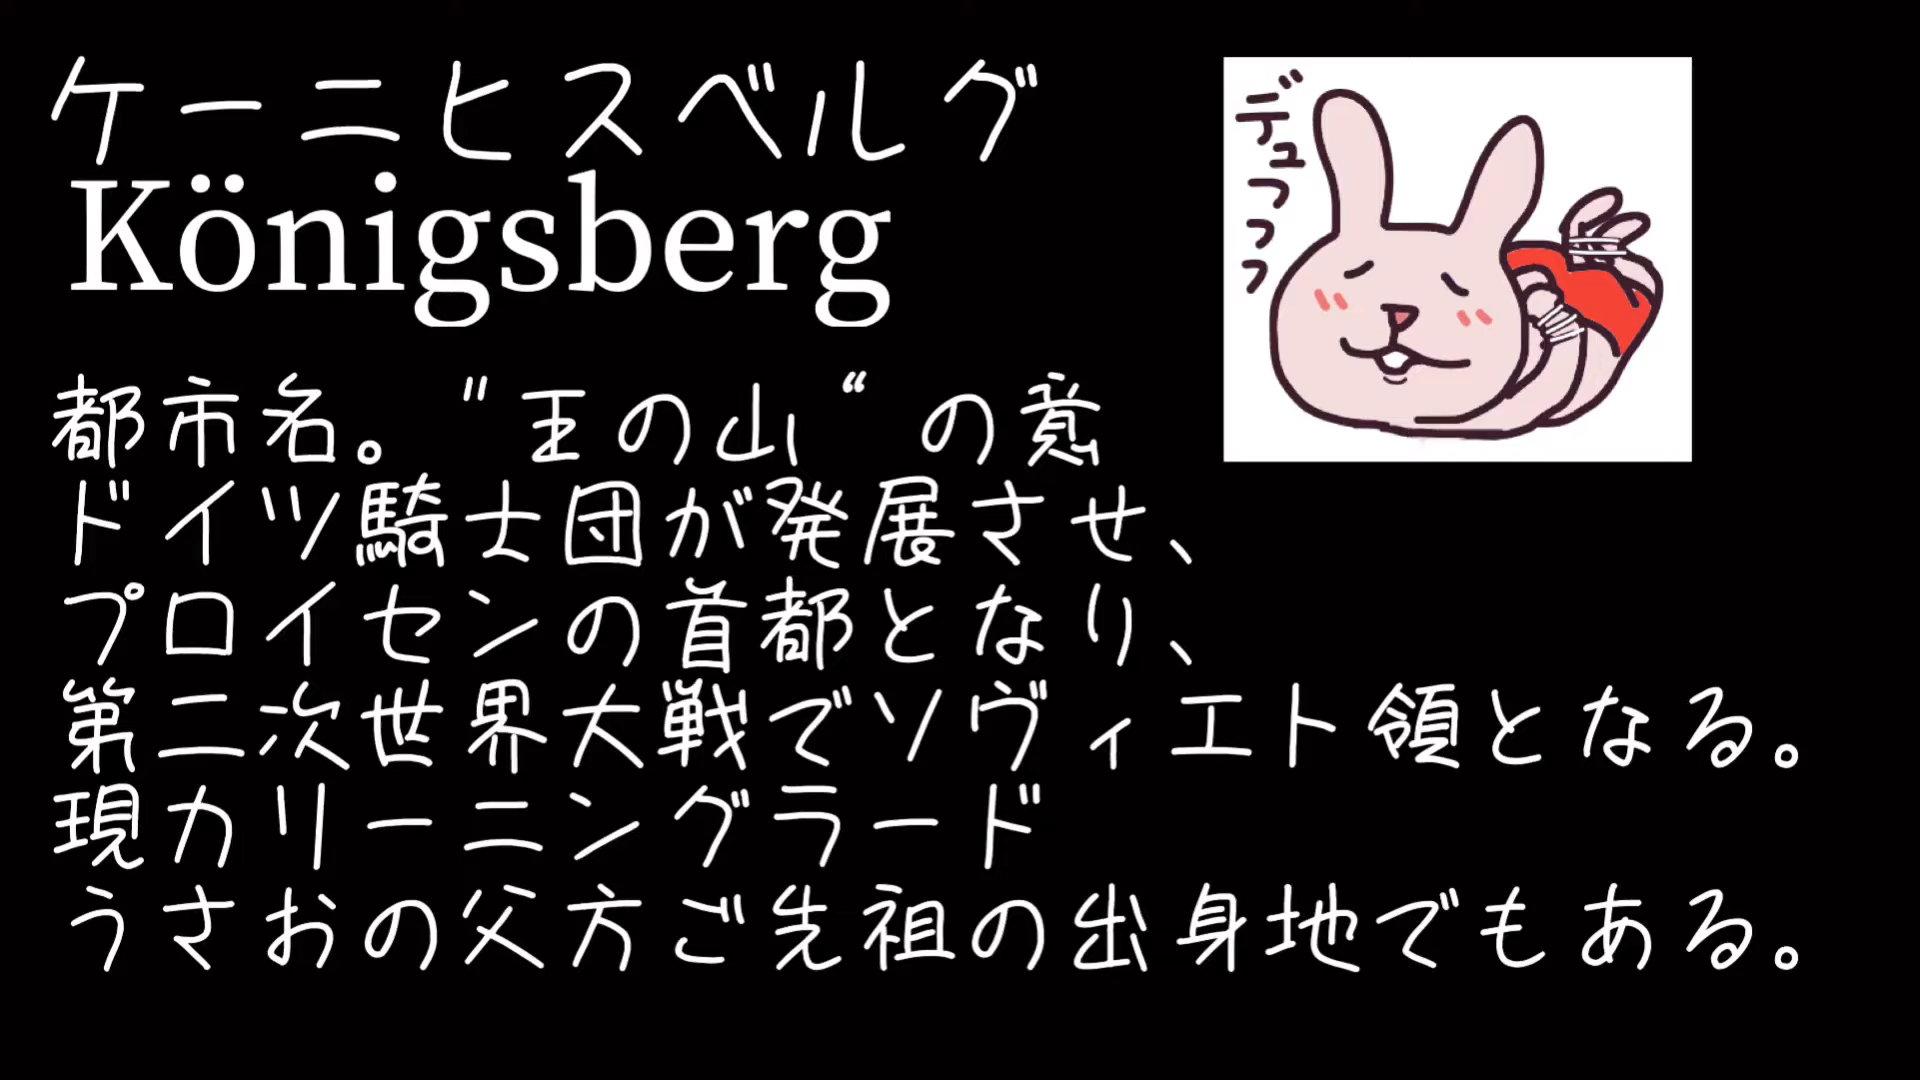 ケーニヒスベルグ
Königsberg
デュフフフ
都市名。"王の山“の意
ドイツ騎士団が発展させ、
プロイセンの首都となり、
第二次世界大戦でソヴィエト領となる。
現カリーニングラード
うさおの父方ご先祖の出身地でもある。